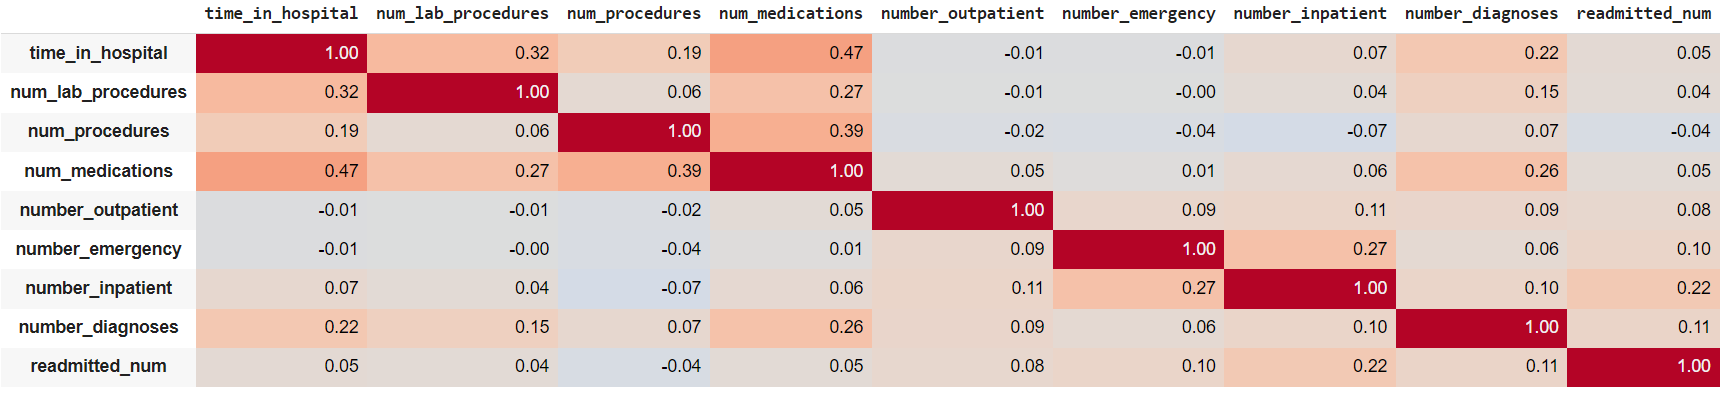 time_in_hospital num_lab_procedures num_procedures num_medications number_outpatient number_emergency number_inpatient number_diagnoses readmitted_num
time_in_hospital 1.00 0.32 0.19 0.47 -0.01 -0.01 0.07 0.22 0.05
num_lab_procedures 0.32 1.00 0.06 0.27 -0.01 -0.00 0.04 0.15 0.04
num_procedures 0.19 0.06 1.00 0.39 -0.02 -0.04 -0.07 0.07 -0.04
num_medications 0.47 0.27 0.39 1.00 0.05 0.01 0.06 0.26 0.05
number_outpatient -0.01 -0.01 -0.02 0.05 1.00 0.09 0.11 0.09 0.08
number_emergency -0.01 -0.00 -0.04 0.01 0.09 1.00 0.27 0.06 0.10
number_inpatient 0.07 0.04 -0.07 0.06 0.11 0.27 1.00 0.10 0.22
number_diagnoses 0.22 0.15 0.07 0.26 0.09 0.06 0.10 1.00 0.11
readmitted_num 0.05 0.04 -0.04 0.05 0.08 0.10 0.22 0.11 1.00